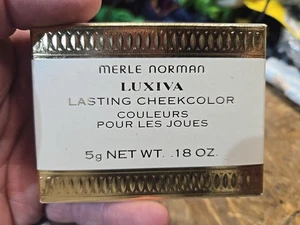 MERLE NORMAN
LUXIVA
LASTING CHEEKCOLOR
COULEURS
POUR LES JOUES
5g NET WT. .18 OZ.